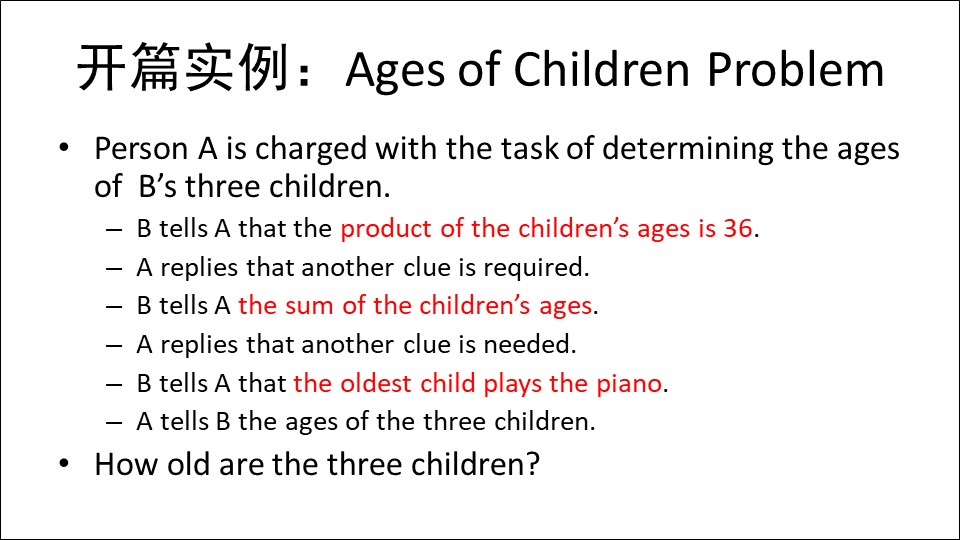 开篇实例：Ages of Children Problem
• Person A is charged with the task of determining the ages
of B’s three children.
– B tells A that the product of the children’s ages is 36.
– A replies that another clue is required.
– B tells A the sum of the children’s ages.
– A replies that another clue is needed.
– B tells A that the oldest child plays the piano.
– A tells B the ages of the three children.
• How old are the three children?